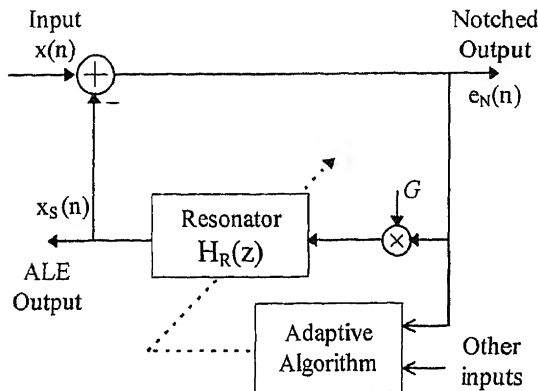 Input
x(n)
+
−
Notched
Output
e_N(n)
x_S(n)
ALE
Output
Resonator
H_R(z)
G
×
Adaptive
Algorithm
Other
inputs